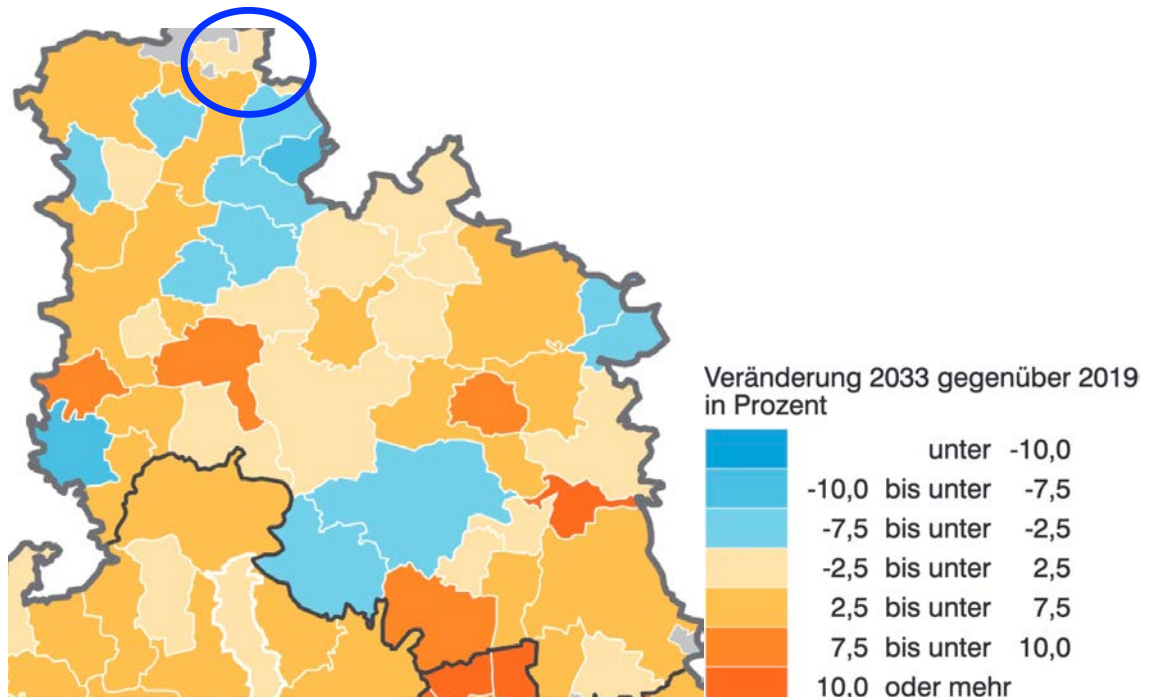 Veränderung 2033 gegenüber 2019
in Prozent
unter -10,0
-10,0 bis unter -7,5
-7,5 bis unter -2,5
-2,5 bis unter 2,5
2,5 bis unter 7,5
7,5 bis unter 10,0
10,0 oder mehr